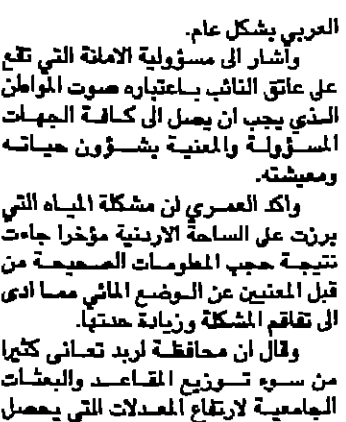 العربي بشكل عام.
وأشار الى مسؤولية الامانة التي تقع
على عاتق النائب باعتباره صوت المواطن
الذي يجب ان يصل الى كافة الجهات
المسؤولة والمعنية بشؤون حياته
ومعيشته.
واكد العمري ان مشكلة المياه التي
برزت على الساحة الاردنية مؤخرا جاءت
نتيجة حجب المعلومات الصحيحة من
قبل المعنيين عن الوضع المائي مما ادى
الى تفاقم المشكلة وزيادة حدتها.
وقال ان محافظة اربد تعاني كثيرا
من سوء توزيع المقاعد والبعثات
الجامعية لارتفاع المعدلات التي يحصل